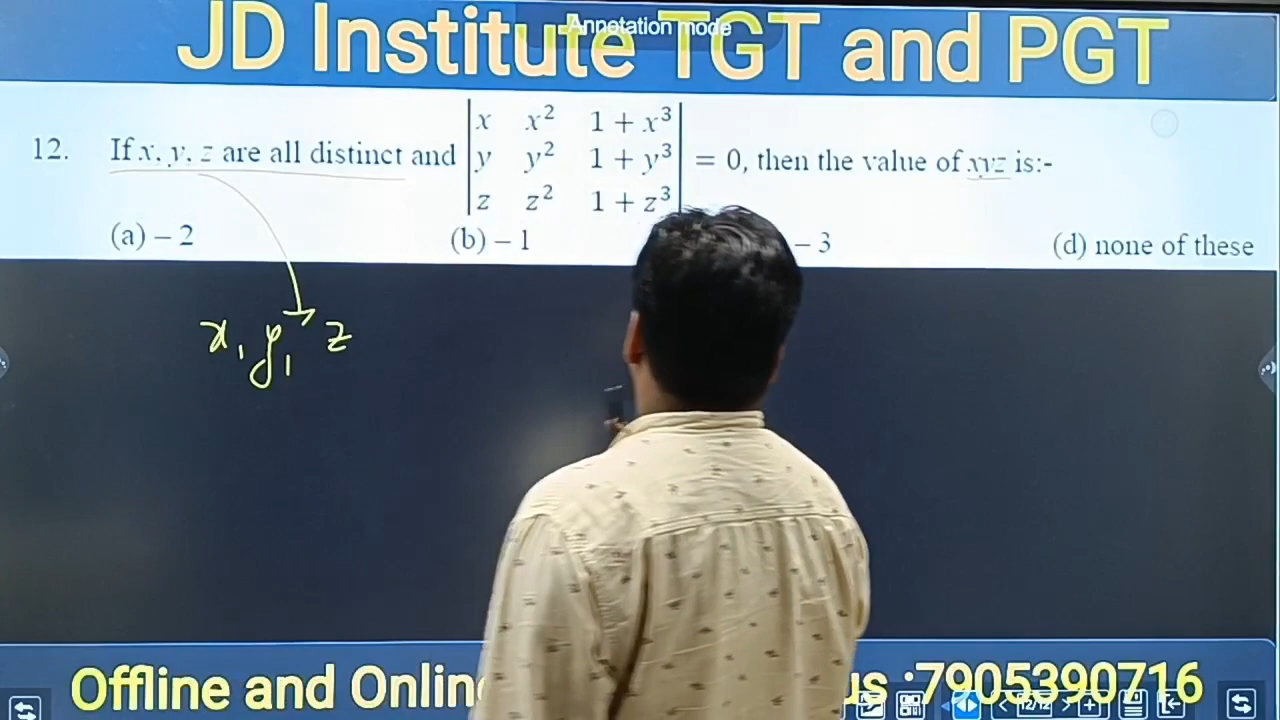 Annotation mode
JD Institute TGT and PGT
12. If x, y, z are all distinct and | x x² 1 + x³ | = 0, then the value of xyz is:-
| y y² 1 + y³ |
| z z² 1 + z³ |
(a) – 2 (b) – 1 – 3 (d) none of these
x, y, z
Offline and :7905390716
12/12